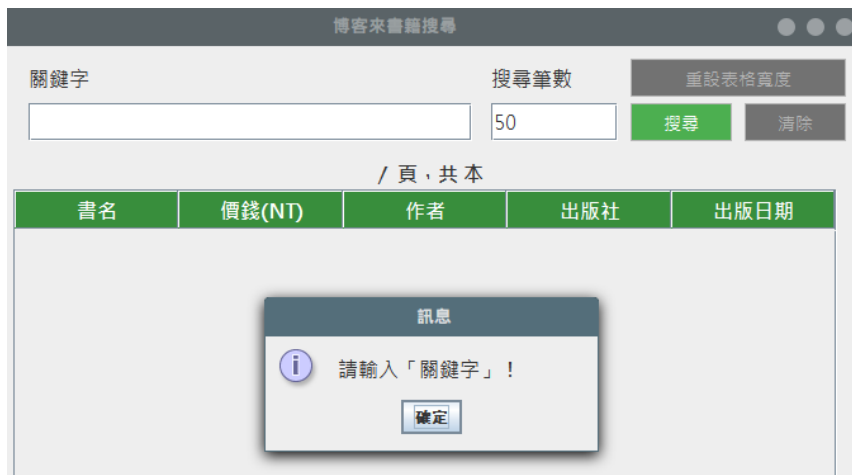 博客來書籍搜尋
關鍵字 搜尋筆數 重設表格寬度
50 搜尋 清除
/ 頁，共 本
書名 價錢(NT) 作者 出版社 出版日期
訊息
i 請輸入「關鍵字」！
確定